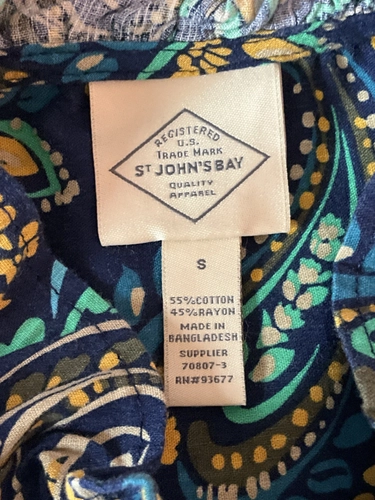 REGISTERED
U.S.
TRADE MARK
ST JOHN'S BAY
QUALITY
APPAREL
S
55% COTTON
45% RAYON
MADE IN
BANGLADESH
SUPPLIER
70807-3
RN#93677